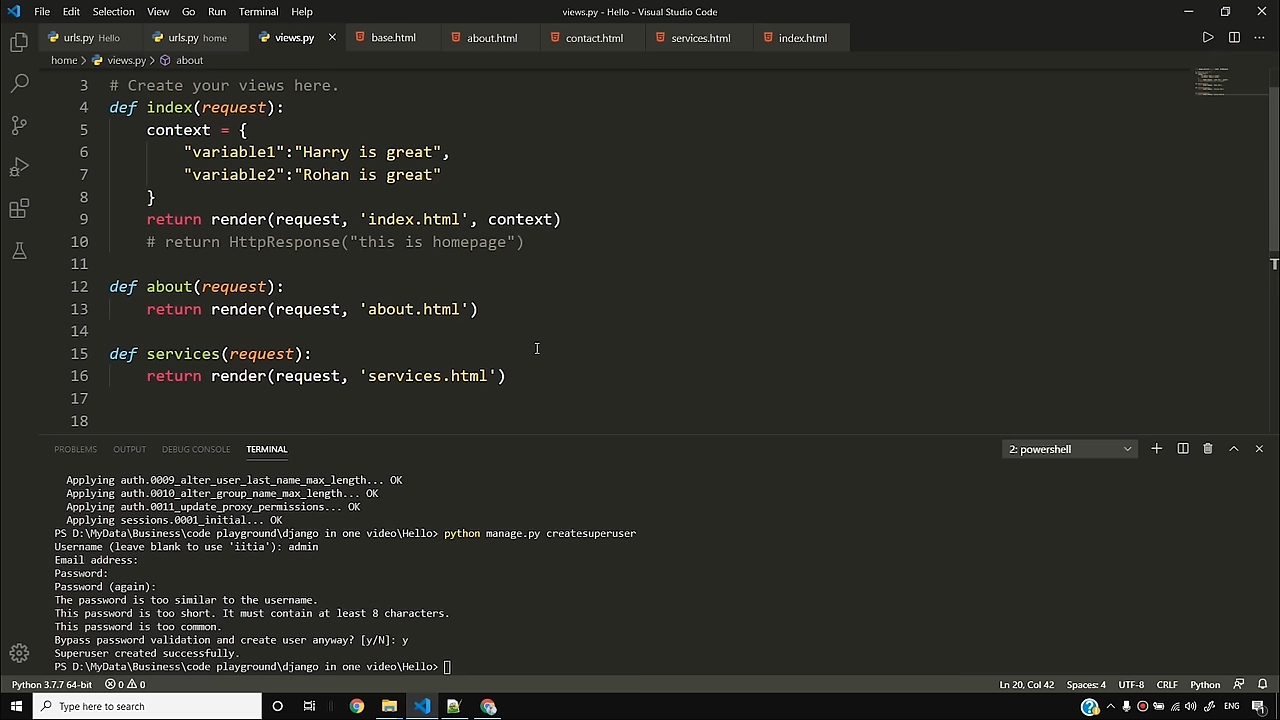 File Edit Selection View Go Run Terminal Help views.py - Hello - Visual Studio Code
urls.py Hello urls.py home views.py base.html about.html contact.html services.html index.html
home > views.py > about
3 # Create your views here.
4 def index(request):
5 context = {
6 "variable1":"Harry is great",
7 "variable2":"Rohan is great"
8 }
9 return render(request, 'index.html', context)
10 # return HttpResponse("this is homepage")
11
12 def about(request):
13 return render(request, 'about.html')
14
15 def services(request):
16 return render(request, 'services.html')
17
18
PROBLEMS OUTPUT DEBUG CONSOLE TERMINAL 2: powershell
Applying auth.0009_alter_user_last_name_max_length... OK
Applying auth.0010_alter_group_name_max_length... OK
Applying auth.0011_update_proxy_permissions... OK
Applying sessions.0001_initial... OK
PS D:\MyData\Business\code playground\django in one video\Hello> python manage.py createsuperuser
Username (leave blank to use 'iitia'): admin
Email address:
Password:
Password (again):
The password is too similar to the username.
This password is too short. It must contain at least 8 characters.
This password is too common.
Bypass password validation and create user anyway? [y/N]: y
Superuser created successfully.
PS D:\MyData\Business\code playground\django in one video\Hello>
Python 3.7.7 64-bit 0 0 Ln 20, Col 42 Spaces: 4 UTF-8 CRLF Python
Type here to search ENG